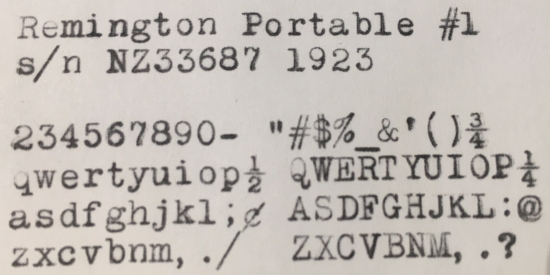 Remington Portable #1
s/n NZ33687 1923
234567890- "#$%_&'()¾
qwertyuiop½ QWERTYUIOP¼
asdfghjkl;¢ ASDFGHJKL:@
zxcvbnm, ./ ZXCVBNM, .?